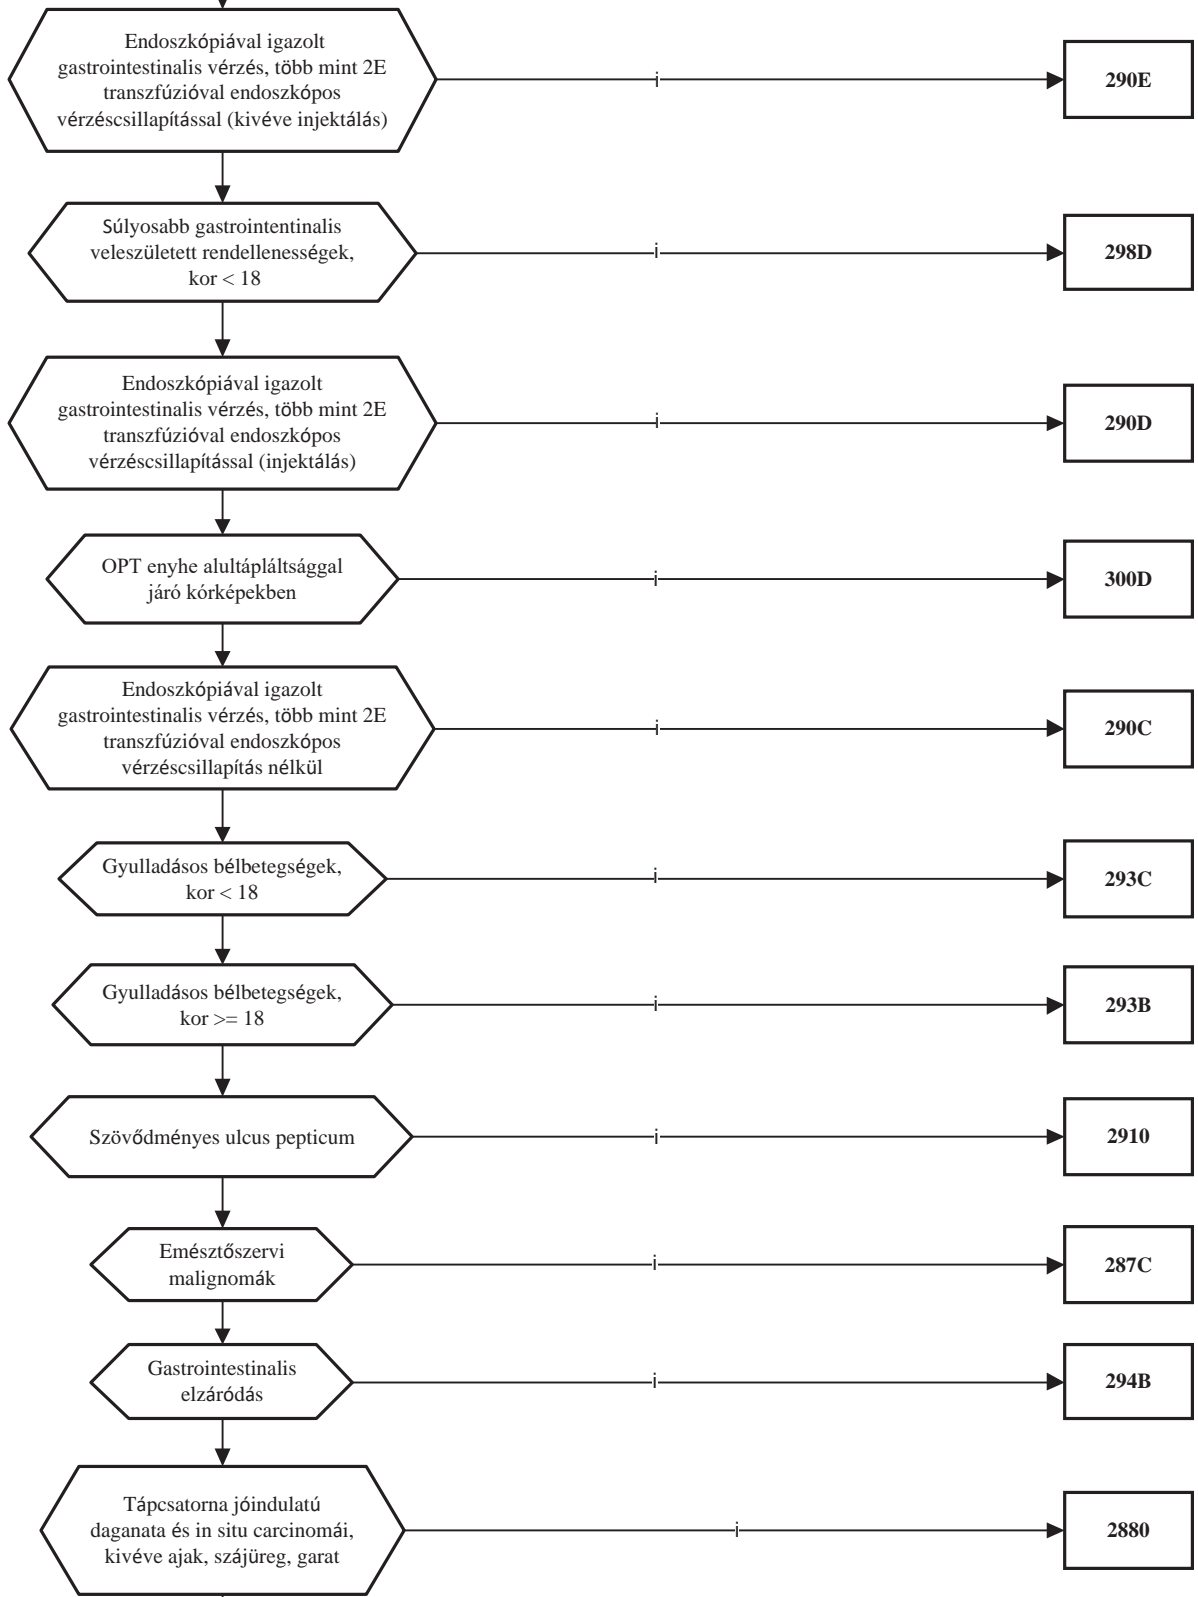 Endoszkópiával igazolt
gastrointestinalis vérzés, több mint 2E
transzfúzióval endoszkópos
vérzéscsillapítással (kivéve injektálás)
i
290E
Súlyosabb gastrointentinalis
veleszületett rendellenességek,
kor < 18
i
298D
Endoszkópiával igazolt
gastrointestinalis vérzés, több mint 2E
transzfúzióval endoszkópos
vérzéscsillapítással (injektálás)
i
290D
OPT enyhe alultápláltsággal
járó kórképekben
i
300D
Endoszkópiával igazolt
gastrointestinalis vérzés, több mint 2E
transzfúzióval endoszkópos
vérzéscsillapítás nélkül
i
290C
Gyulladásos bélbetegségek,
kor < 18
i
293C
Gyulladásos bélbetegségek,
kor >= 18
i
293B
Szövődményes ulcus pepticum
i
2910
Emésztőszervi
malignomák
i
287C
Gastrointestinalis
elzáródás
i
294B
Tápcsatorna jóindulatú
daganata és in situ carcinomái,
kivéve ajak, szájüreg, garat
i
2880